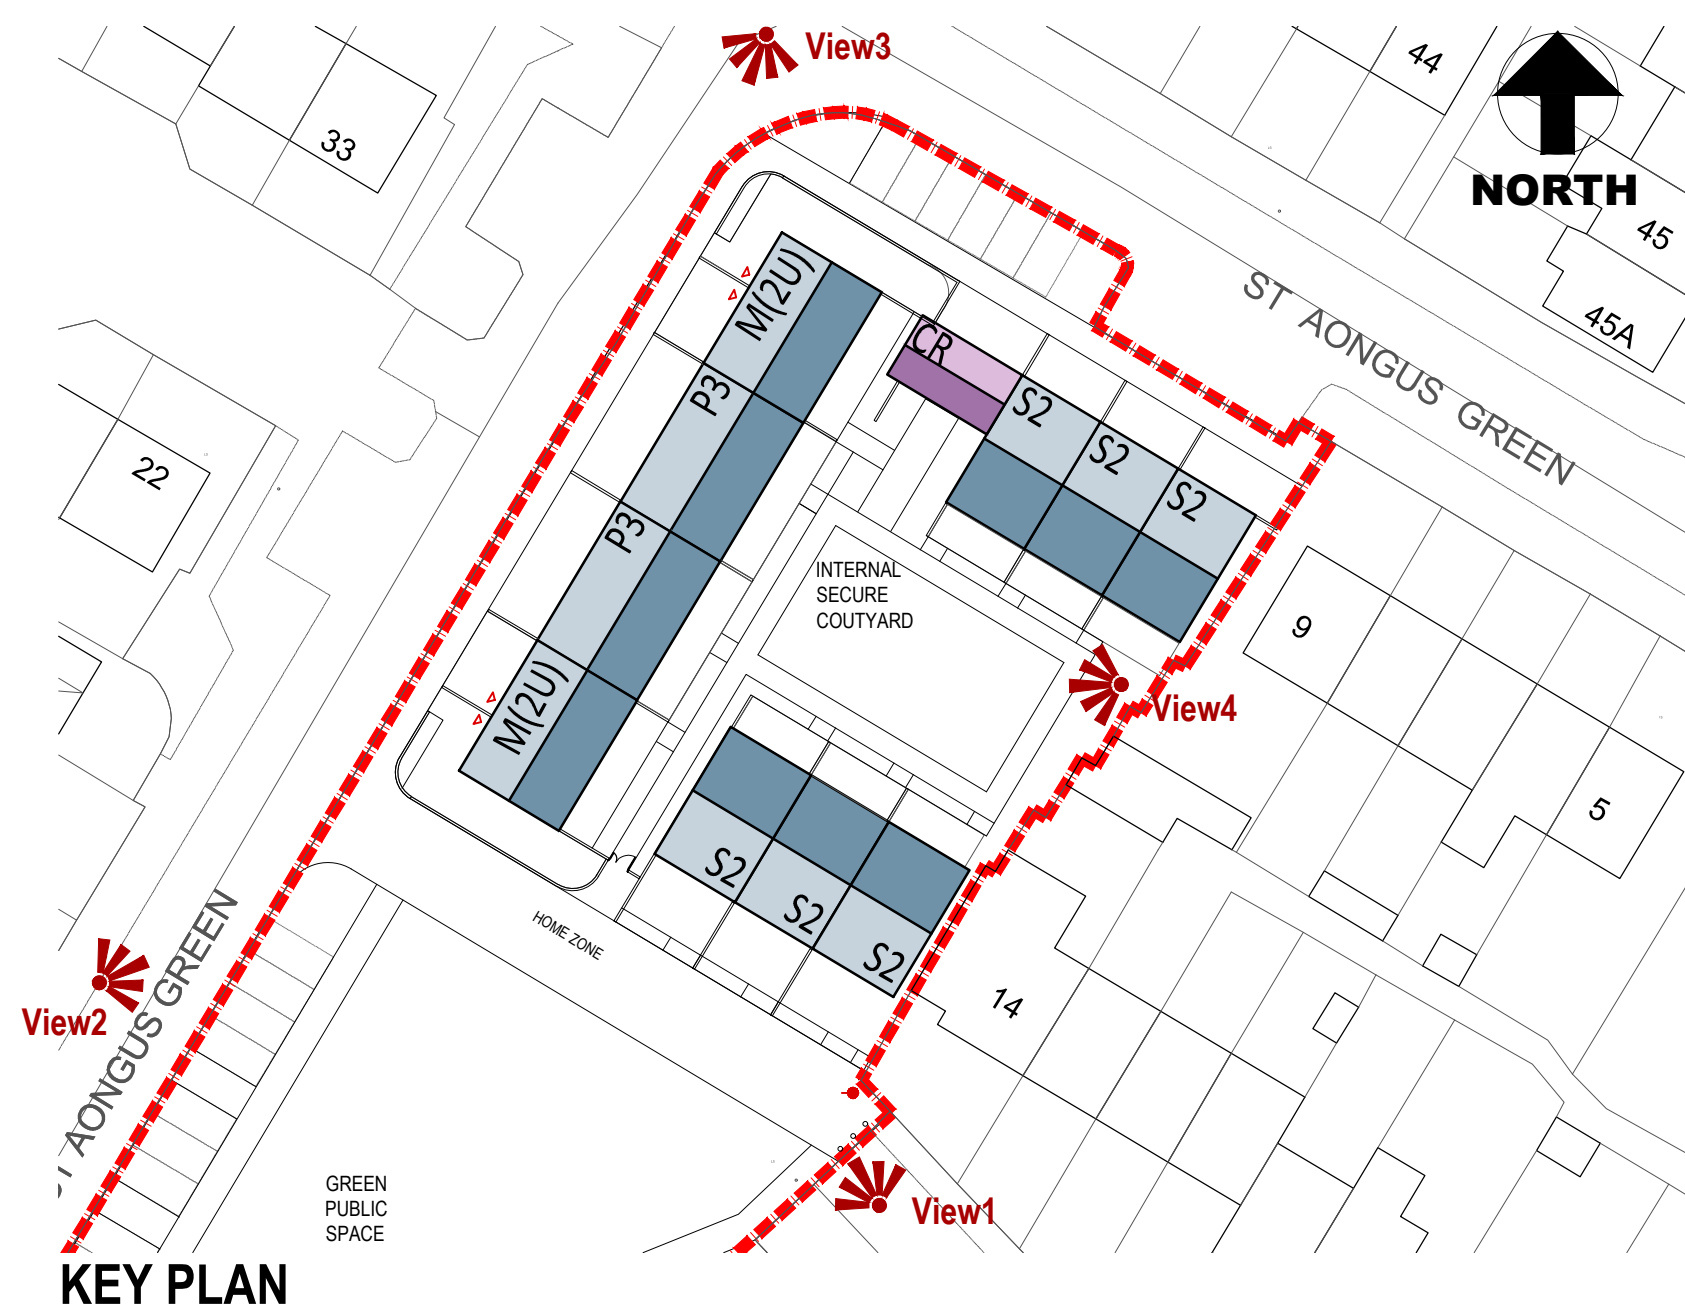 View3
44
NORTH
33
45
45A
M(2U)
ST AONGUS GREEN
CR
P3
S2
S2
S2
22
P3
INTERNAL
SECURE
COUTYARD
9
M(2U)
View4
5
S2
S2
S2
HOME ZONE
14
View2
ST AONGUS GREEN
GREEN
PUBLIC
SPACE
View1
KEY PLAN